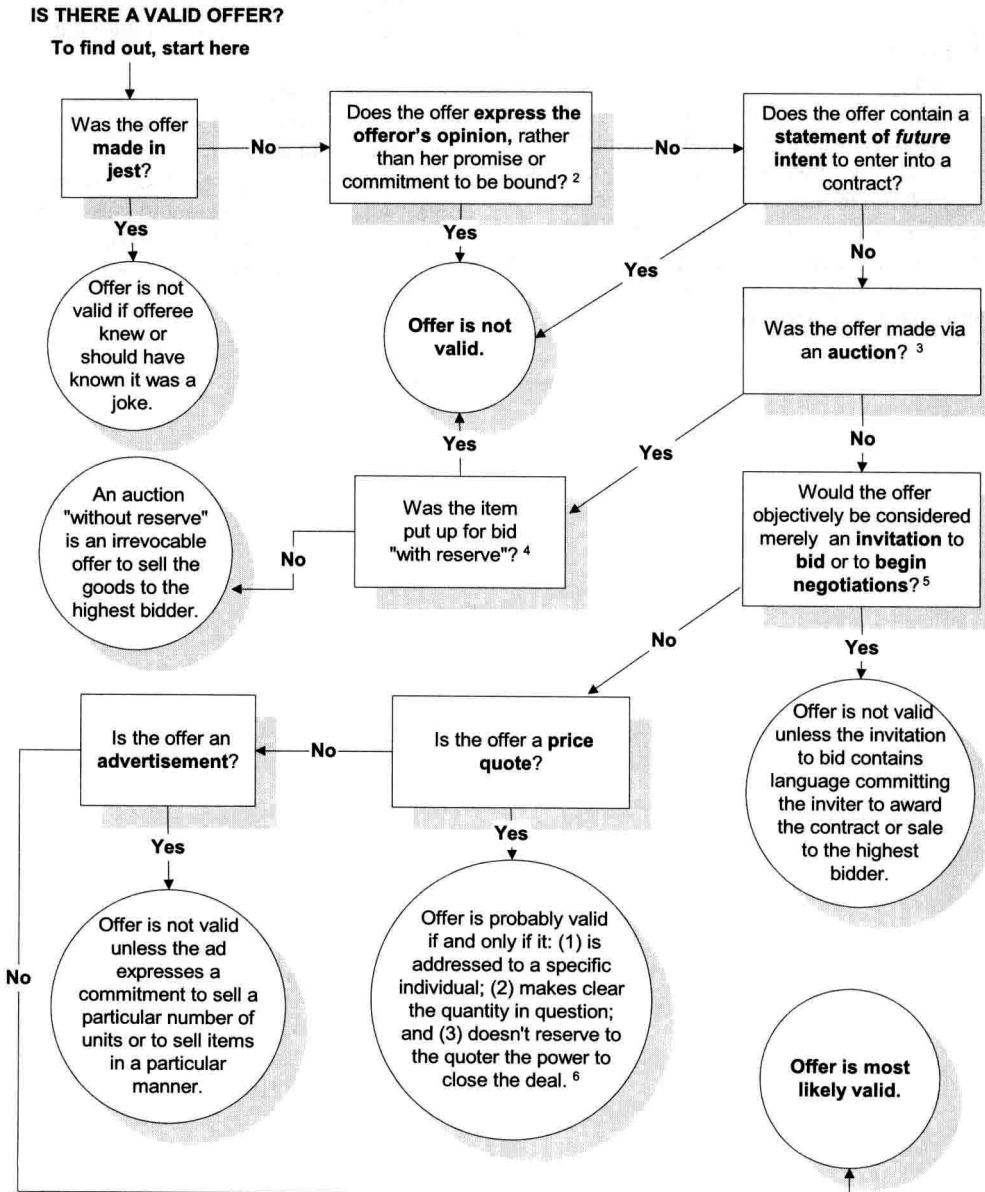 IS THERE A VALID OFFER?
To find out, start here
Was the offer
made in
jest?
No
Does the offer express the
offeror's opinion, rather
than her promise or
commitment to be bound? 2
No
Does the offer contain a
statement of future
intent to enter into a
contract?
Yes
Yes
Yes
No
Offer is not
valid if offeree
knew or
should have
known it was a
joke.
Offer is not
valid.
Was the offer made via
an auction? 3
Yes
Yes
No
An auction
"without reserve"
is an irrevocable
offer to sell the
goods to the
highest bidder.
No
Was the item
put up for bid
"with reserve"? 4
Would the offer
objectively be considered
merely an invitation to
bid or to begin
negotiations? 5
No
Yes
Is the offer an
advertisement?
No
Is the offer a price
quote?
Offer is not valid
unless the invitation
to bid contains
language committing
the inviter to award
the contract or sale
to the highest
bidder.
Yes
Yes
No
Offer is not valid
unless the ad
expresses a
commitment to sell a
particular number of
units or to sell items
in a particular
manner.
Offer is probably valid
if and only if it: (1) is
addressed to a specific
individual; (2) makes
clear the quantity in question;
and (3) doesn't reserve to
the quoter the power to
close the deal. 6
Offer is most
likely valid.